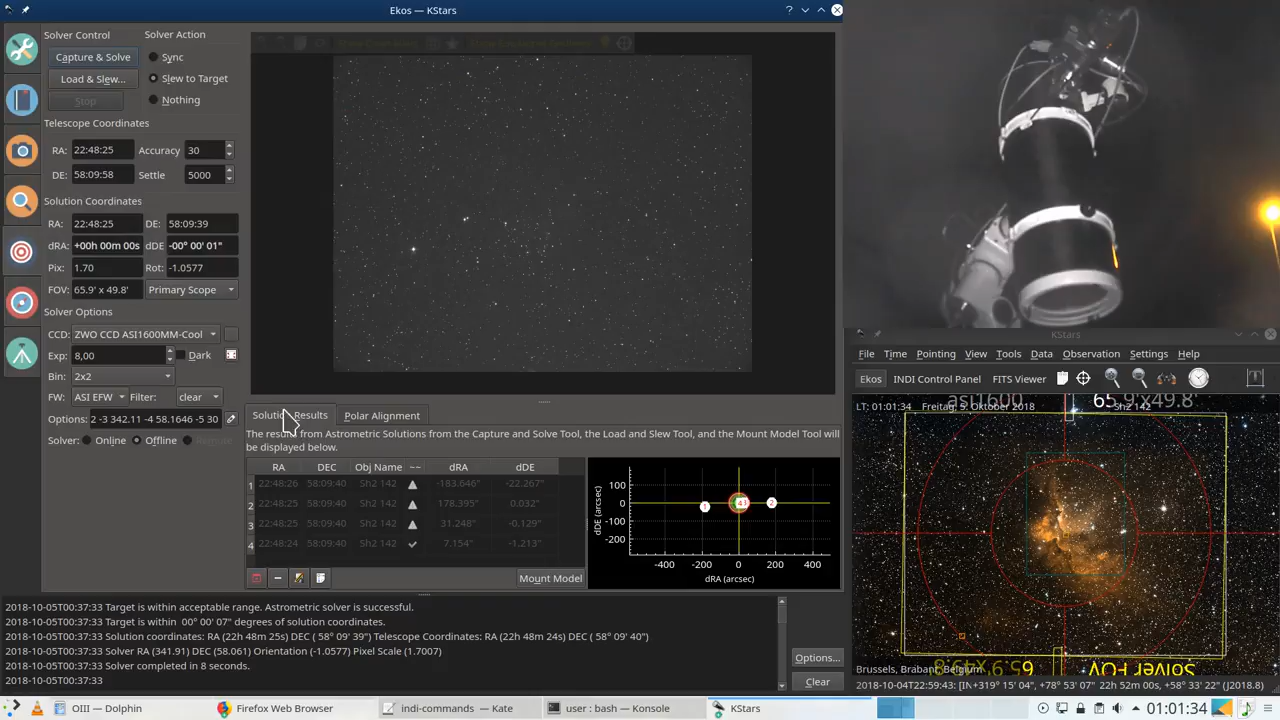 Ekos — KStars
Solver Control
Solver Action
Capture & Solve
Sync
Load & Slew...
Slew to Target
Stop
Nothing
Telescope Coordinates
RA: 22:48:25 Accuracy 30
DE: 58:09:58 Settle 5000
Solution Coordinates
RA: 22:48:25 DE: 58:09:39
dRA: +00h 00m 00s dDE -00° 00' 01"
Pix: 1.70 Rot: -1.0577
FOV: 65.9' x 49.8' Primary Scope
Solver Options
CCD: ZWO CCD ASI1600MM-Cool
Exp: 8,00 Dark
Bin: 2x2
FW: ASI EFW Filter: clear
Options: 2 -3 342.11 -4 58.1646 -5 30
Solver: Online Offline Remote
Solution Results Polar Alignment
The results from Astrometric Solutions from the Capture and Solve Tool, the Load and Slew Tool, and the Mount Model Tool will
be displayed below.
RA DEC Obj Name ~~ dRA dDE
1 22:48:26 58:09:40 Sh2 142 -183.646" -22.267"
2 22:48:25 58:09:40 Sh2 142 178.395" 0.032"
3 22:48:25 58:09:40 Sh2 142 31.248" -0.129"
4 22:48:24 58:09:40 Sh2 142 7.154" -1.213"
Mount Model
dDE (arcsec)
100
0
-100
-200
1
4
2
-400 -200 0 200 400
dRA (arcsec)
2018-10-05T00:37:33 Target is within acceptable range. Astrometric solver is successful.
2018-10-05T00:37:33 Target is within 00° 00' 07" degrees of solution coordinates.
2018-10-05T00:37:33 Solution coordinates: RA (22h 48m 25s) DEC ( 58° 09' 39") Telescope Coordinates: RA (22h 48m 24s) DEC ( 58° 09' 40")
2018-10-05T00:37:33 Solver RA (341.91) DEC (58.061) Orientation (-1.0577) Pixel Scale (1.7007)
2018-10-05T00:37:33 Solver completed in 8 seconds.
2018-10-05T00:37:33
Options...
Clear
KStars
File Time Pointing View Tools Data Observation Settings Help
Ekos INDI Control Panel FITS Viewer
asi1600 65.9'x49.8'
LT: 01:01:34 Freitag, 5. Oktober 2018 Sh2 142
Brussels, Brabant, Belgium
65.9'x49.8'
Solver FOV
2018-10-04T22:59:43: [IN+319° 15' 04", +78° 53' 07" 22h 52m 00s, +58° 33' 22" (J2018.8)
OIII — Dolphin
Firefox Web Browser
indi-commands — Kate
user : bash — Konsole
KStars
01:01:34